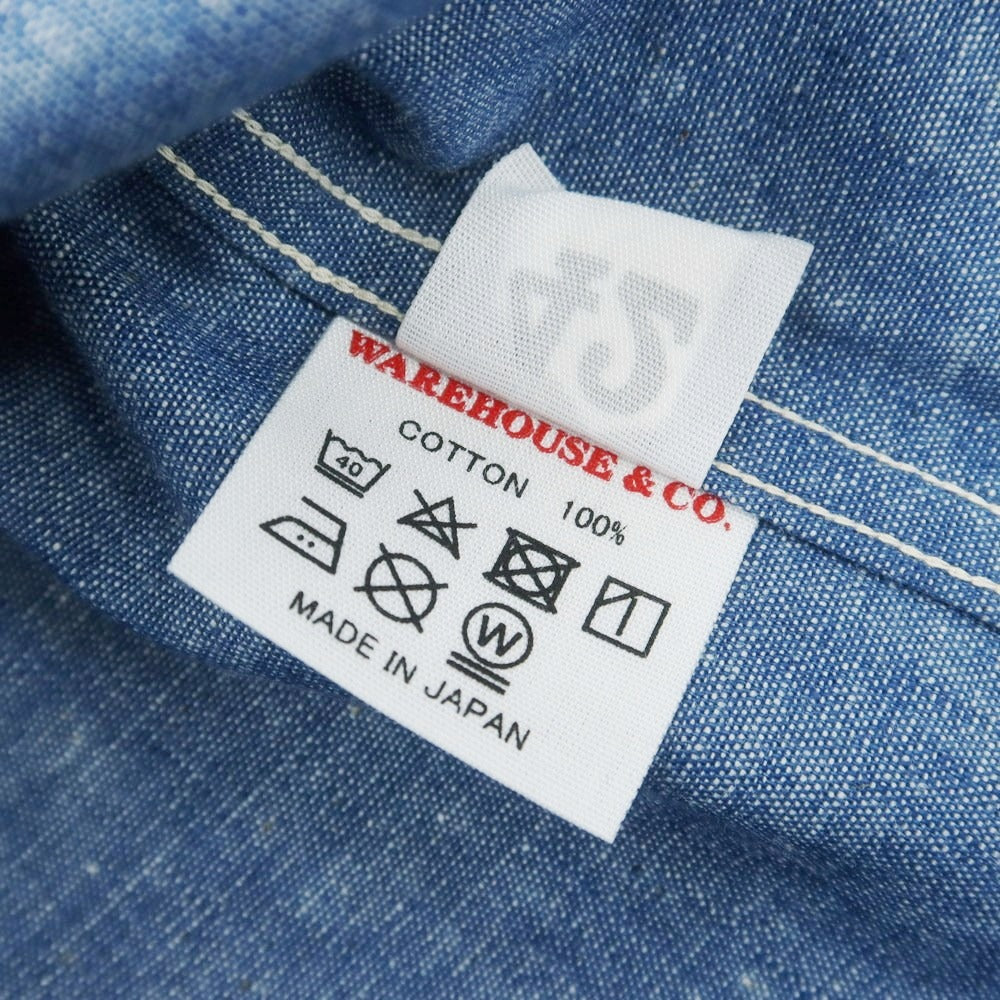 WAREHOUSE & CO.
COTTON 100%
40
W
MADE IN JAPAN